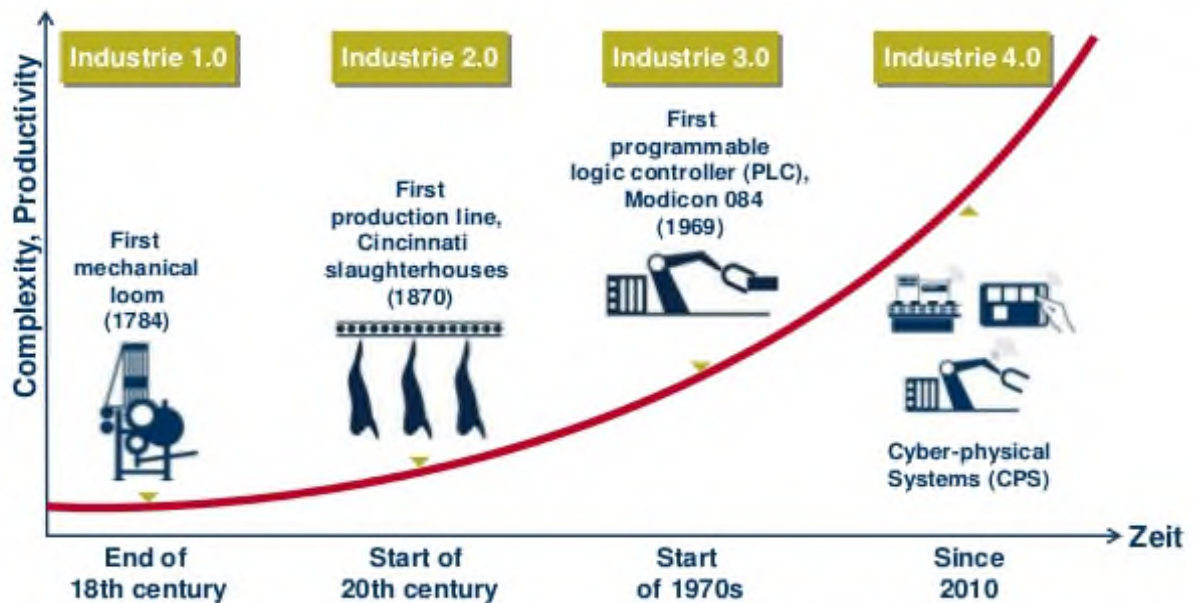 Complexity, Productivity
Industrie 1.0
Industrie 2.0
Industrie 3.0
Industrie 4.0
First
mechanical
loom
(1784)
First
production line,
Cincinnati
slaughterhouses
(1870)
First
programmable
logic controller (PLC),
Modicon 084
(1969)
Cyber-physical
Systems (CPS)
End of
18th century
Start of
20th century
Start
of 1970s
Since
2010
Zeit